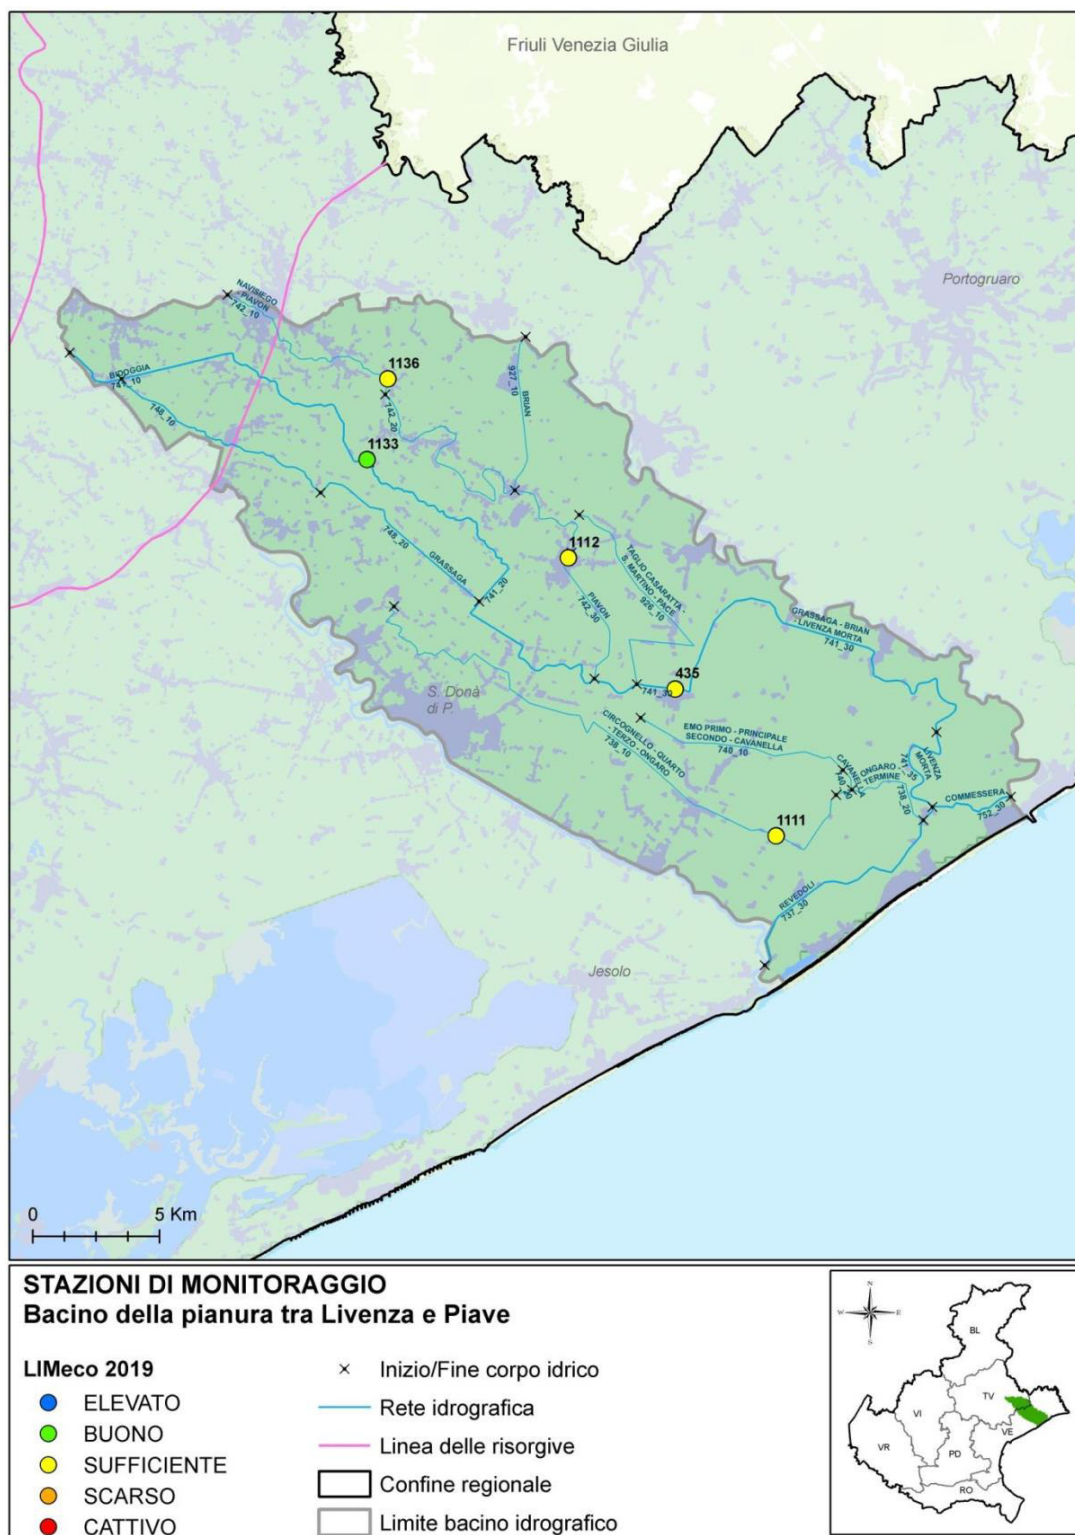 Friuli Venezia Giulia
Portogruaro
NAVISIEGO
- PIAVON
742_10
1136
927_10
BRIAN
BIDOGGIA
741_10
748_10
742_20
1133
748_20
GRASSAGA
741_20
1112
TAGLIO CASARATTA -
S. MARTINO - PACE
926_10
PIAVON
742_30
GRASSAGA - BRIAN
- LIVENZA MORTA
741_30
435
741_30
S. Donà
di P.
CIRCOGNELLO - QUARTO
- TERZO - ONGARO
738_10
EMO PRIMO - PRINCIPALE
SECONDO - CAVANELLA
740_10
CAVANELLA
740_20
ONGARO -
TERMINE
738_20
LIVENZA
MORTA
741_35
COMMESSERA
752_30
1111
REVEDOLI
737_30
Jesolo
0 5 Km
STAZIONI DI MONITORAGGIO
Bacino della pianura tra Livenza e Piave
LIMeco 2019
ELEVATO
BUONO
SUFFICIENTE
SCARSO
CATTIVO
Inizio/Fine corpo idrico
Rete idrografica
Linea delle risorgive
Confine regionale
Limite bacino idrografico
N
W E
S
BL
TV
VI
VE
VR
PD
RO